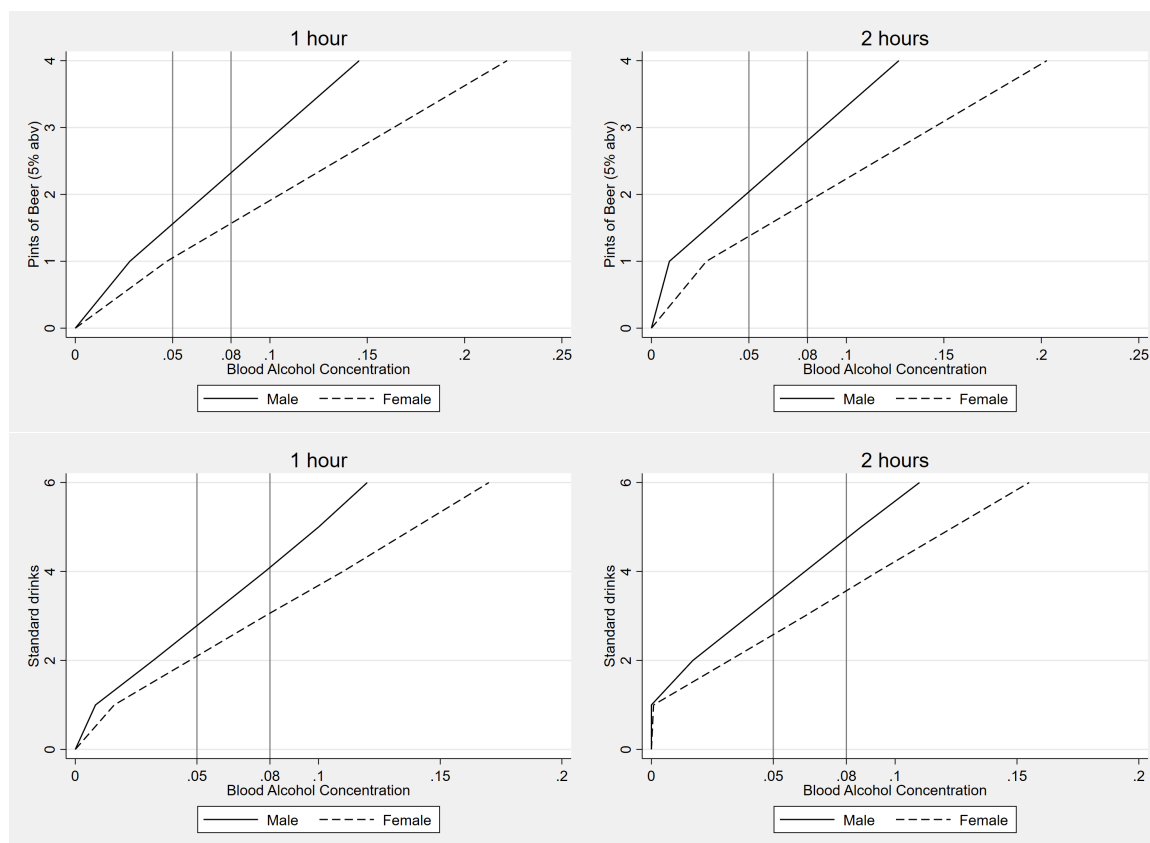 1 hour
Pints of Beer (5% abv)
4
3
2
1
0
0 .05 .08 .1 .15 .2 .25
Blood Alcohol Concentration
Male Female
2 hours
Pints of Beer (5% abv)
4
3
2
1
0
0 .05 .08 .1 .15 .2 .25
Blood Alcohol Concentration
Male Female
1 hour
Standard drinks
6
4
2
0
0 .05 .08 .1 .15 .2
Blood Alcohol Concentration
Male Female
2 hours
Standard drinks
6
4
2
0
0 .05 .08 .1 .15 .2
Blood Alcohol Concentration
Male Female